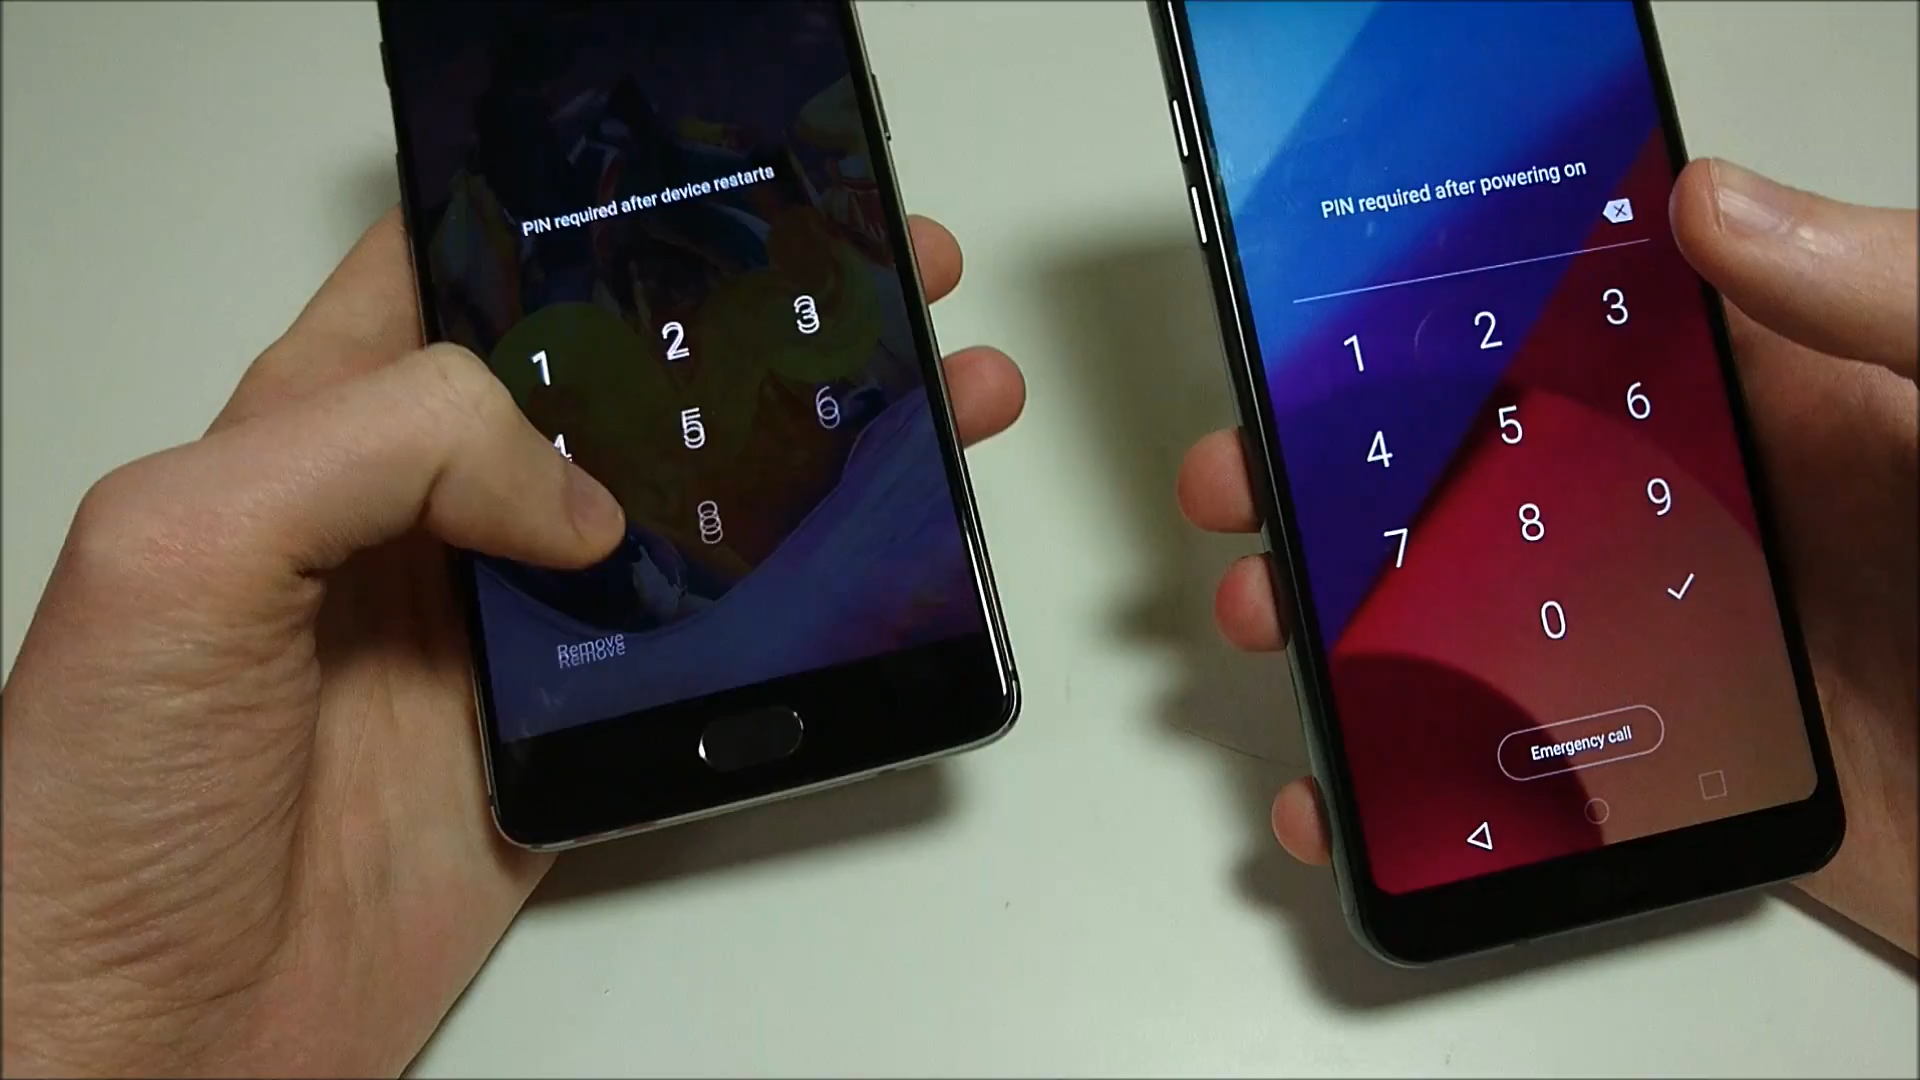 PIN required after device restarts
1 2 3
4 5 6
8
Remove
PIN required after powering on
1 2 3
4 5 6
7 8 9
0
Emergency call